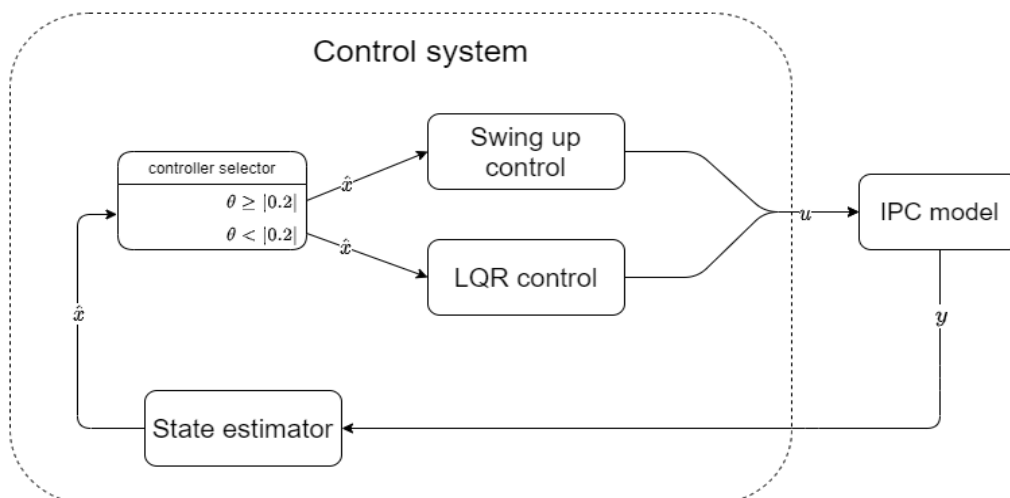 Control system
controller selector
θ ≥ |0.2|
θ < |0.2|
x̂
Swing up
control
x̂
LQR control
u
IPC model
y
x̂
State estimator